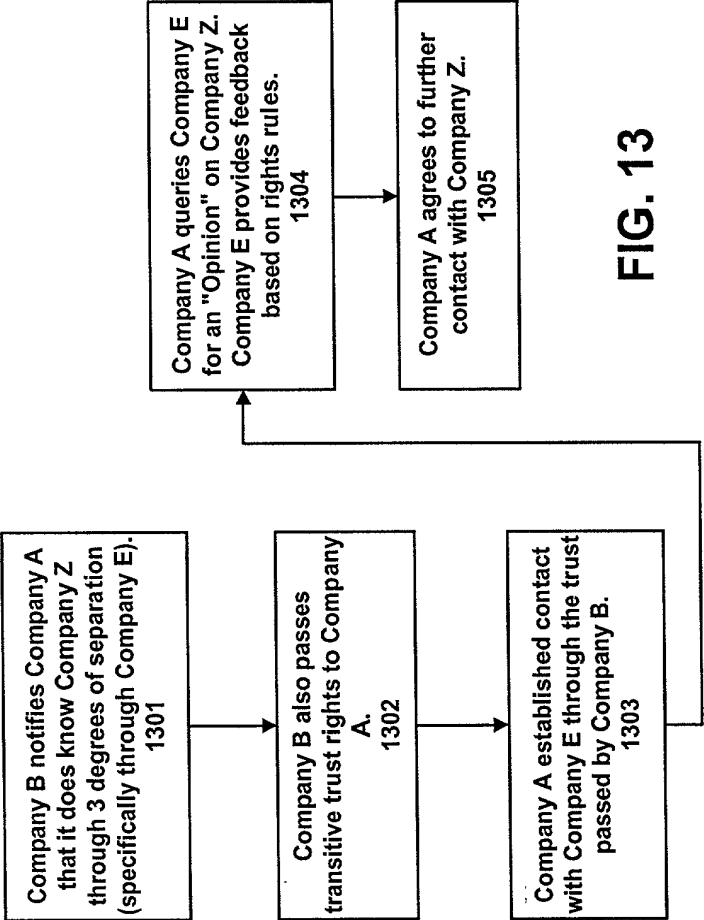 Company B notifies Company A
that it does know Company Z
through 3 degrees of separation
(specifically through Company E).
1301
Company B also passes
transitive trust rights to Company
A.
1302
Company A established contact
with Company E through the trust
passed by Company B.
1303
Company A queries Company E
for an "Opinion" on Company Z.
Company E provides feedback
based on rights rules.
1304
Company A agrees to further
contact with Company Z.
1305
FIG. 13